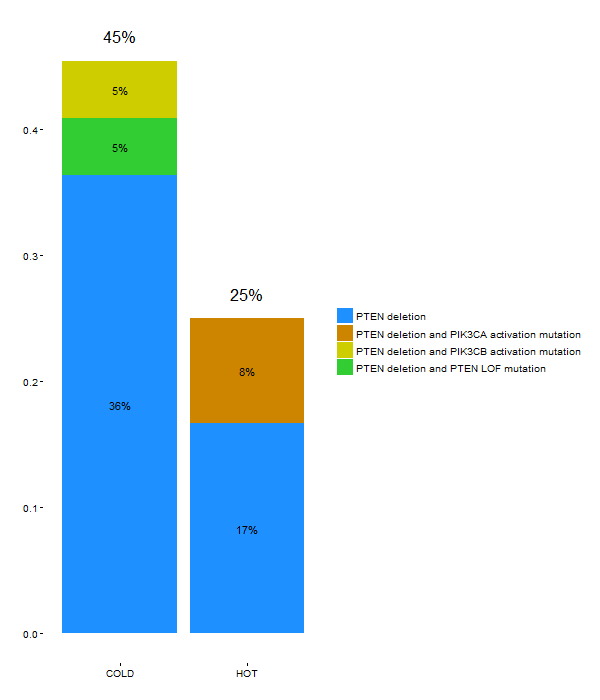 45%
5%
0.4
5%
0.3
25%
PTEN deletion
PTEN deletion and PIK3CA activation mutation
PTEN deletion and PIK3CB activation mutation
PTEN deletion and PTEN LOF mutation
8%
0.2
36%
17%
0.1
0.0
COLD HOT